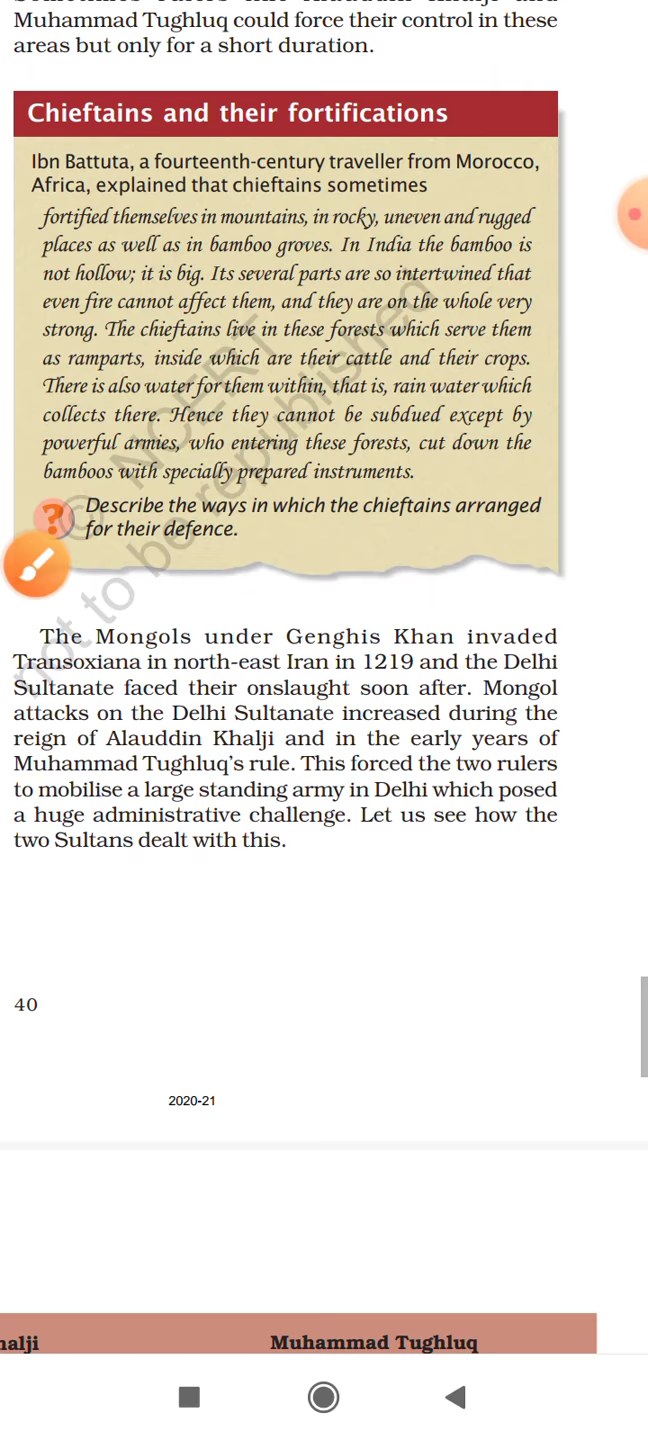 Muhammad Tughluq could force their control in these
areas but only for a short duration.
Chieftains and their fortifications
Ibn Battuta, a fourteenth-century traveller from Morocco,
Africa, explained that chieftains sometimes
fortified themselves in mountains, in rocky, uneven and rugged
places as well as in bamboo groves. In India the bamboo is
not hollow; it is big. Its several parts are so intertwined that
even fire cannot affect them, and they are on the whole very
strong. The chieftains live in these forests which serve them
as ramparts, inside which are their cattle and their crops.
There is also water for them within, that is, rain water which
collects there. Hence they cannot be subdued except by
powerful armies, who entering these forests, cut down the
bamboos with specially prepared instruments.
? Describe the ways in which the chieftains arranged
for their defence.
© NCERT
not to be republished
The Mongols under Genghis Khan invaded
Transoxiana in north-east Iran in 1219 and the Delhi
Sultanate faced their onslaught soon after. Mongol
attacks on the Delhi Sultanate increased during the
reign of Alauddin Khalji and in the early years of
Muhammad Tughluq's rule. This forced the two rulers
to mobilise a large standing army in Delhi which posed
a huge administrative challenge. Let us see how the
two Sultans dealt with this.
40
2020-21
halji Muhammad Tughluq